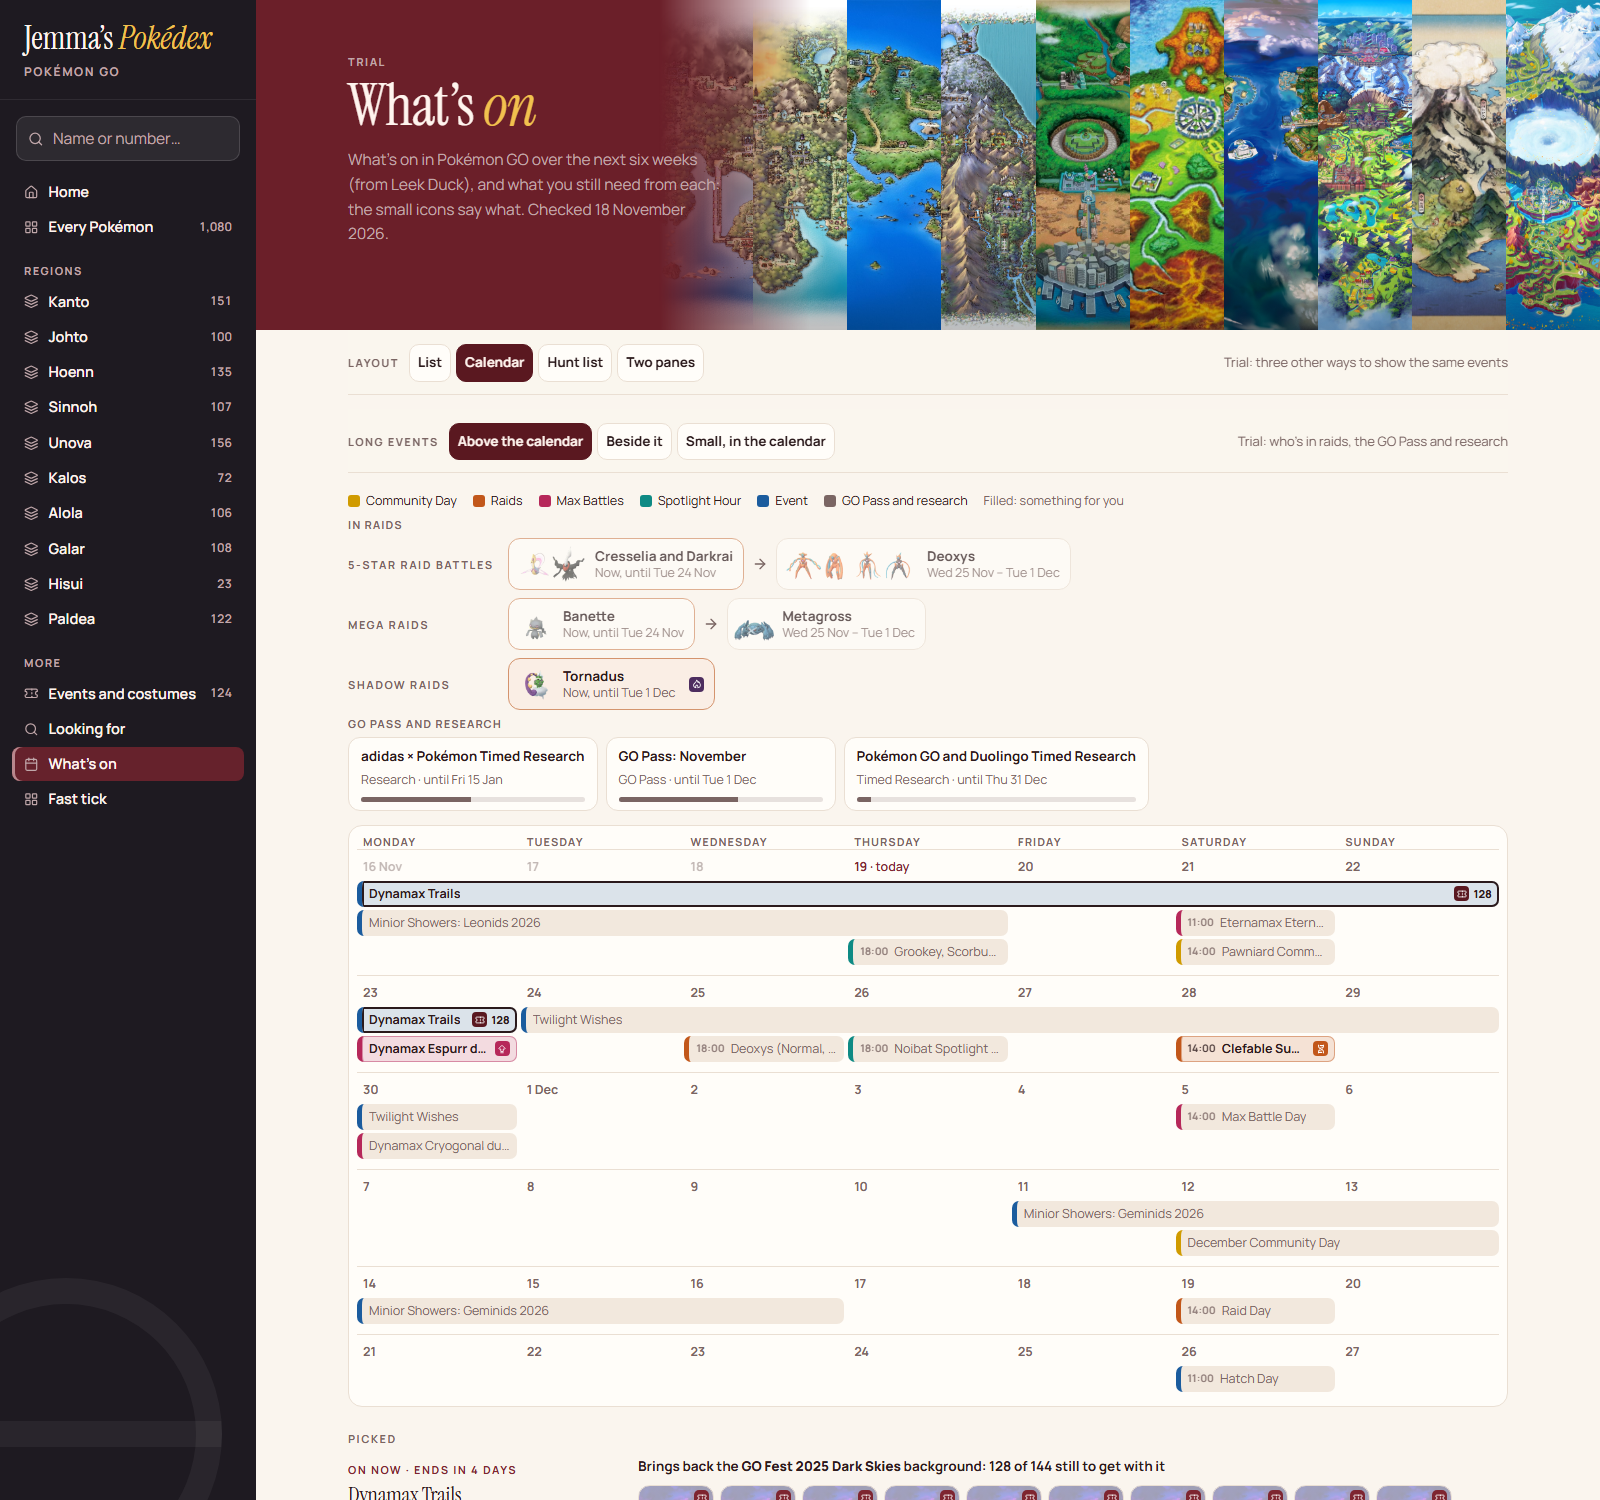 Jemma's Pokédex
POKÉMON GO
Name or number...
Home
Every Pokémon 1,080
REGIONS
Kanto 151
Johto 100
Hoenn 135
Sinnoh 107
Unova 156
Kalos 72
Alola 106
Galar 108
Hisui 23
Paldea 122
MORE
Events and costumes 124
Looking for
What's on
Fast tick
TRIAL
What's on
What's on in Pokémon GO over the next six weeks
(from Leek Duck), and what you still need from each:
the small icons say what. Checked 18 November
2026.
LAYOUT List Calendar Hunt list Two panes Trial: three other ways to show the same events
LONG EVENTS Above the calendar Beside it Small, in the calendar Trial: who's in raids, the GO Pass and research
Community Day Raids Max Battles Spotlight Hour Event GO Pass and research Filled: something for you
IN RAIDS
5-STAR RAID BATTLES Cresselia and Darkrai → Deoxys
Now, until Tue 24 Nov Wed 25 Nov – Tue 1 Dec
MEGA RAIDS Banette → Metagross
Now, until Tue 24 Nov Wed 25 Nov – Tue 1 Dec
SHADOW RAIDS Tornadus
Now, until Tue 1 Dec
GO PASS AND RESEARCH
adidas × Pokémon Timed Research GO Pass: November Pokémon GO and Duolingo Timed Research
Research · until Fri 15 Jan GO Pass · until Tue 1 Dec Timed Research · until Thu 31 Dec
MONDAY TUESDAY WEDNESDAY THURSDAY FRIDAY SATURDAY SUNDAY
16 Nov 17 18 19 · today 20 21 22
Dynamax Trails 128
Minior Showers: Leonids 2026 11:00 Eternamax Etern...
18:00 Grookey, Scorbu... 14:00 Pawniard Comm...
23 24 25 26 27 28 29
Dynamax Trails 128 Twilight Wishes
Dynamax Espurr d... 18:00 Deoxys (Normal, ... 18:00 Noibat Spotlight ... 14:00 Clefable Su...
30 1 Dec 2 3 4 5 6
Twilight Wishes 14:00 Max Battle Day
Dynamax Cryogonal du...
7 8 9 10 11 12 13
Minior Showers: Geminids 2026
December Community Day
14 15 16 17 18 19 20
Minior Showers: Geminids 2026 14:00 Raid Day
21 22 23 24 25 26 27
11:00 Hatch Day
PICKED
ON NOW · ENDS IN 4 DAYS
Dynamax Trails
Brings back the GO Fest 2025 Dark Skies background: 128 of 144 still to get with it